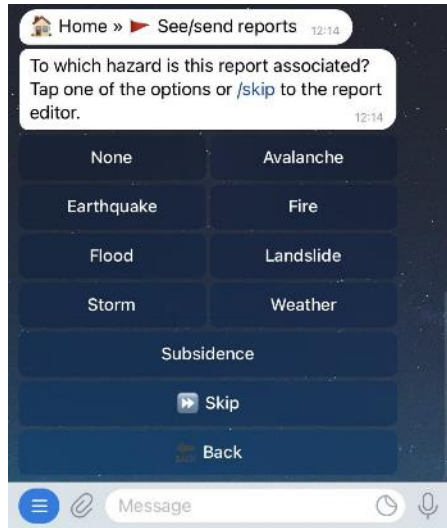 Home » See/send reports 12:14
To which hazard is this report associated?
Tap one of the options or /skip to the report
editor.
12:14
None Avalanche
Earthquake Fire
Flood Landslide
Storm Weather
Subsidence
Skip
Back
Message